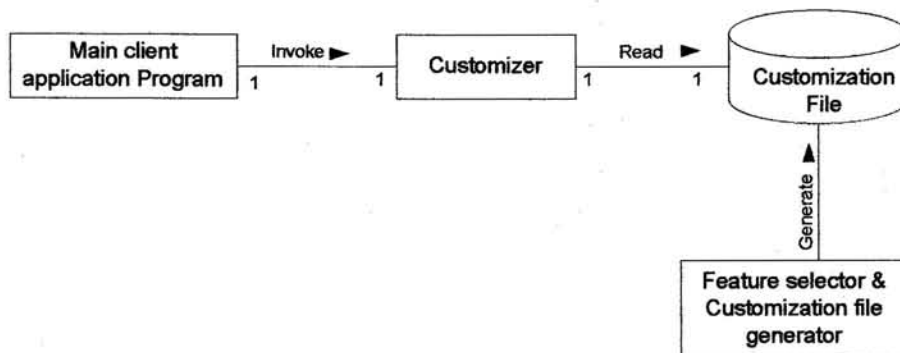 Main client
application Program
Invoke
1
1
Customizer
Read
1
1
Customization
File
Generate
Feature selector &
Customization file
generator